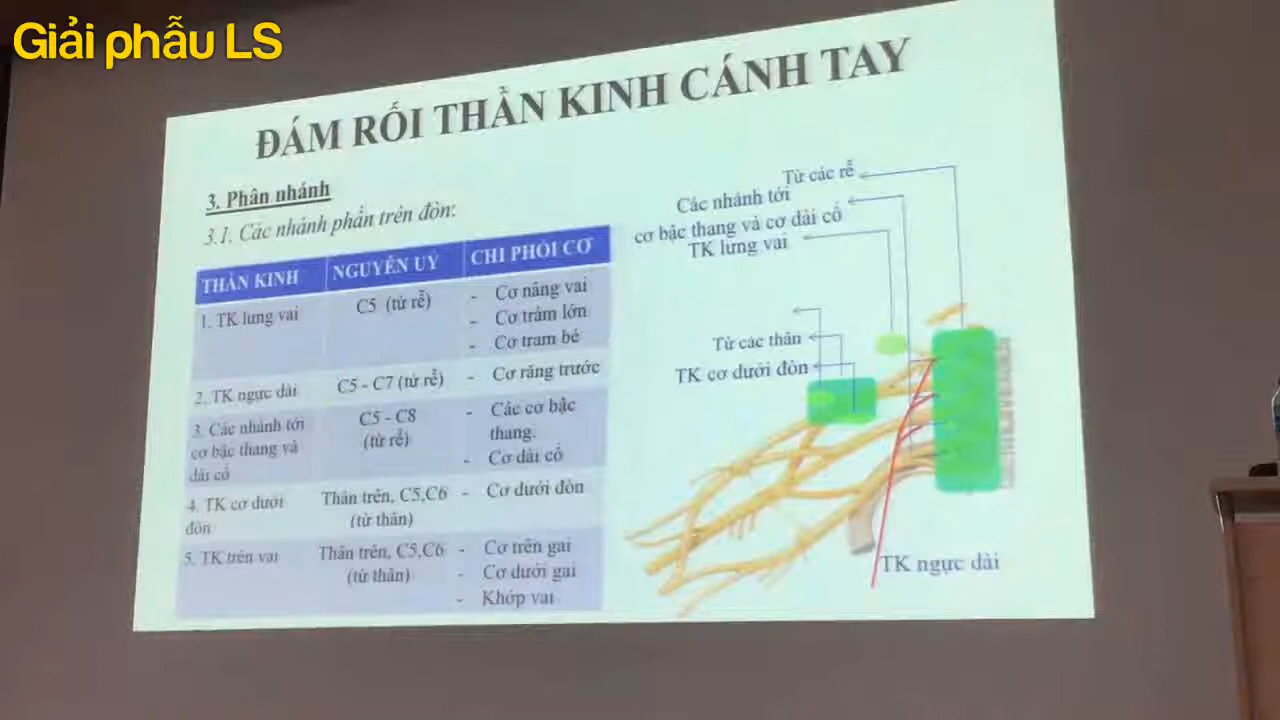 Giải phẫu LS
ĐÁM RỐI THẦN KINH CÁNH TAY
3. Phân nhánh
3.1. Các nhánh phần trên đòn:
THẦN KINH
NGUYÊN UỶ
CHI PHỐI CƠ
1. TK lưng vai
C5 (từ rễ)
- Cơ nâng vai
- Cơ trám lớn
- Cơ tram bé
2. TK ngực dài
C5 - C7 (từ rễ)
- Cơ răng trước
3. Các nhánh tới
cơ bậc thang và
dài cổ
C5 - C8
(từ rễ)
- Các cơ bậc
thang.
- Cơ dài cổ
4. TK cơ dưới
đòn
Thân trên, C5,C6
(từ thân)
- Cơ dưới đòn
5. TK trên vai
Thân trên, C5,C6
(từ thân)
- Cơ trên gai
- Cơ dưới gai
- Khớp vai
Từ các rễ
Các nhánh tới
cơ bậc thang và cơ dài cổ
TK lưng vai
Từ các thân
TK cơ dưới đòn
TK ngực dài